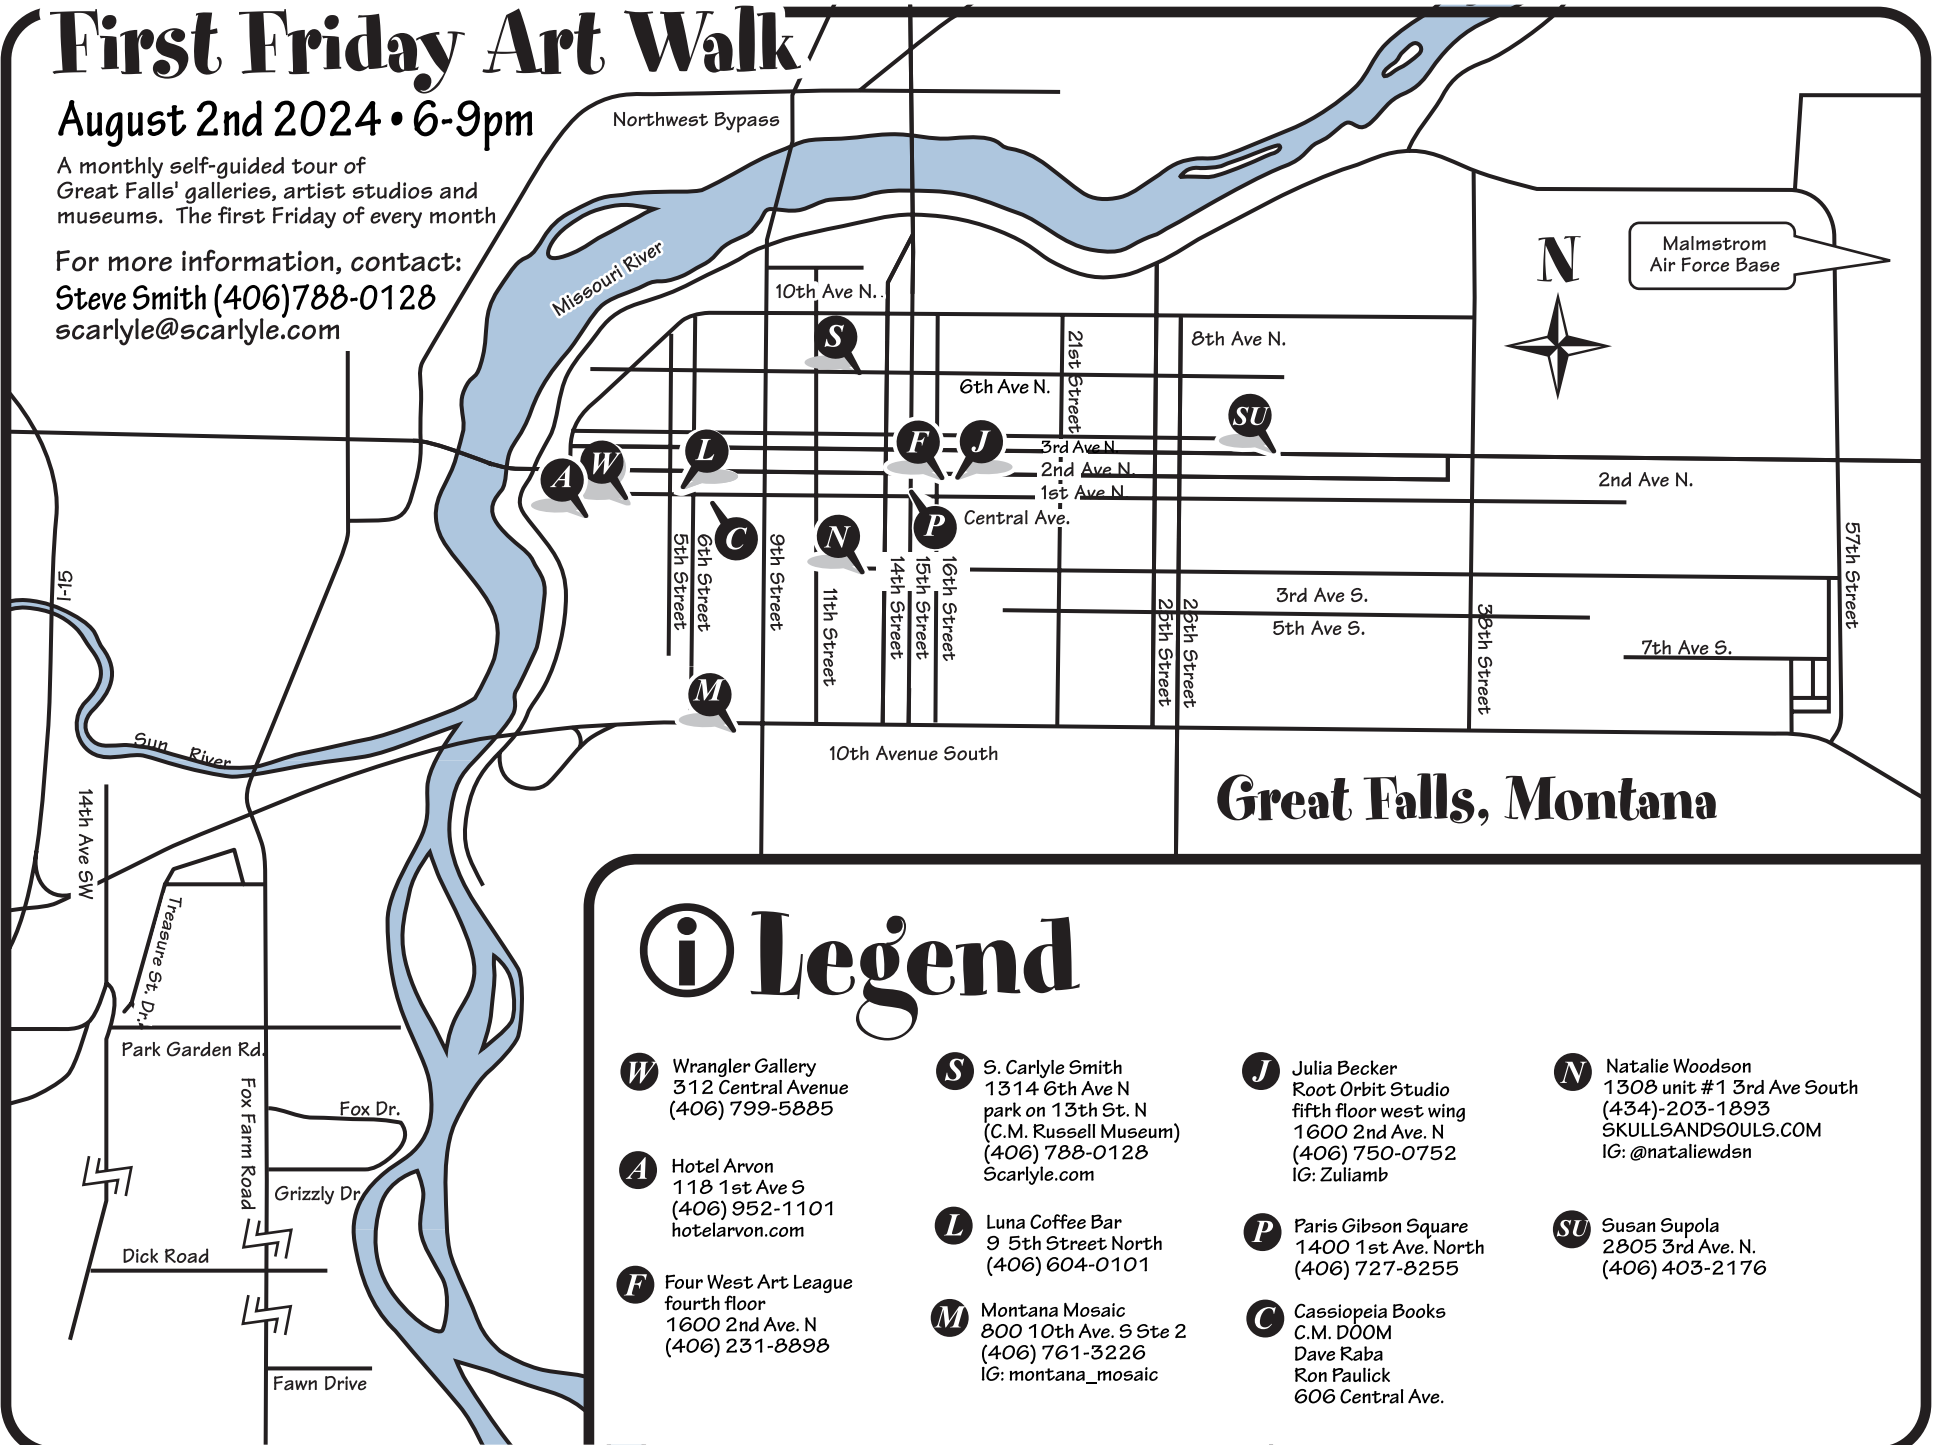 First Friday Art Walk
August 2nd 2024 • 6-9pm
A monthly self-guided tour of
Great Falls' galleries, artist studios and
museums. The first Friday of every month
For more information, contact:
Steve Smith (406)788-0128
scarlyle@scarlyle.com
Northwest Bypass
Missouri River
10th Ave N.
S
8th Ave N.
21st Street
6th Ave N.
N
Malmstrom
Air Force Base
SU
F
J
L
W
A
3rd Ave N.
2nd Ave N.
1st Ave N
2nd Ave N.
Central Ave.
C
N
P
5th Street
6th Street
9th Street
11th Street
14th Street
15th Street
16th Street
25th Street
26th Street
38th Street
57th Street
3rd Ave S.
5th Ave S.
7th Ave S.
M
10th Avenue South
I-15
Sun River
14th Ave SW
Treasure St. Dr.
Park Garden Rd.
Fox Farm Road
Fox Dr.
Grizzly Dr.
Dick Road
Fawn Drive
Great Falls, Montana
i Legend
W Wrangler Gallery
312 Central Avenue
(406) 799-5885
A Hotel Arvon
118 1st Ave S
(406) 952-1101
hotelarvon.com
F Four West Art League
fourth floor
1600 2nd Ave. N
(406) 231-8898
S S. Carlyle Smith
1314 6th Ave N
park on 13th St. N
(C.M. Russell Museum)
(406) 788-0128
Scarlyle.com
L Luna Coffee Bar
9 5th Street North
(406) 604-0101
M Montana Mosaic
800 10th Ave. S Ste 2
(406) 761-3226
IG: montana_mosaic
J Julia Becker
Root Orbit Studio
fifth floor west wing
1600 2nd Ave. N
(406) 750-0752
IG: Zuliamb
P Paris Gibson Square
1400 1st Ave. North
(406) 727-8255
C Cassiopeia Books
C.M. DOOM
Dave Raba
Ron Paulick
606 Central Ave.
N Natalie Woodson
1308 unit #1 3rd Ave South
(434)-203-1893
SKULLSANDSOULS.COM
IG: @nataliewdsn
SU Susan Supola
2805 3rd Ave. N.
(406) 403-2176